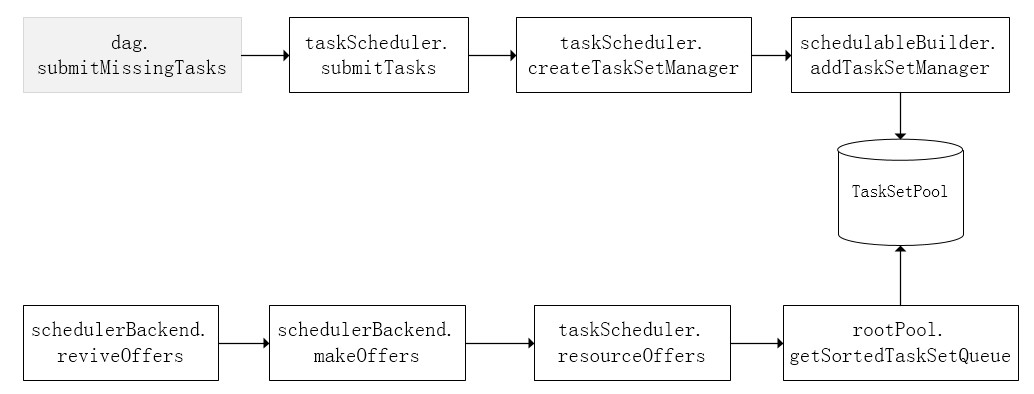 dag.
submitMissingTasks
taskScheduler.
submitTasks
taskScheduler.
createTaskSetManager
schedulableBuilder.
addTaskSetManager
TaskSetPool
schedulerBackend.
reviveOffers
schedulerBackend.
makeOffers
taskScheduler.
resourceOffers
rootPool.
getSortedTaskSetQueue